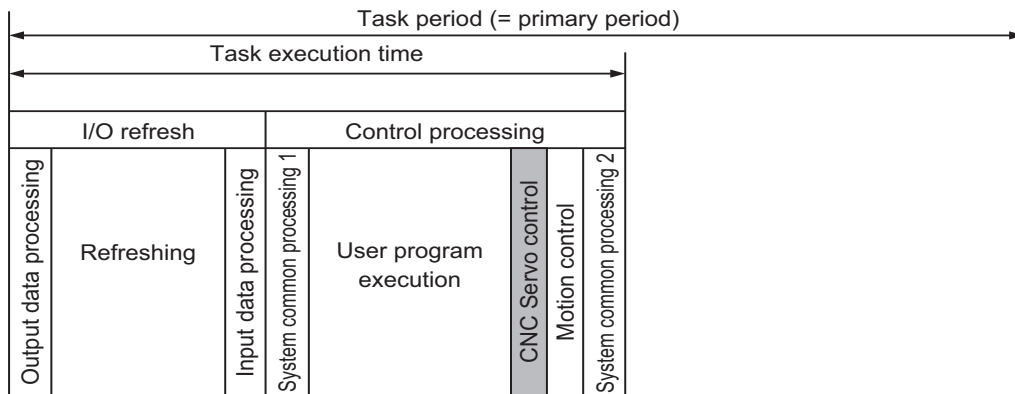 Task period (= primary period)
Task execution time
I/O refresh
Control processing
Output data processing
Refreshing
Input data processing
System common processing 1
User program
execution
CNC Servo control
Motion control
System common processing 2